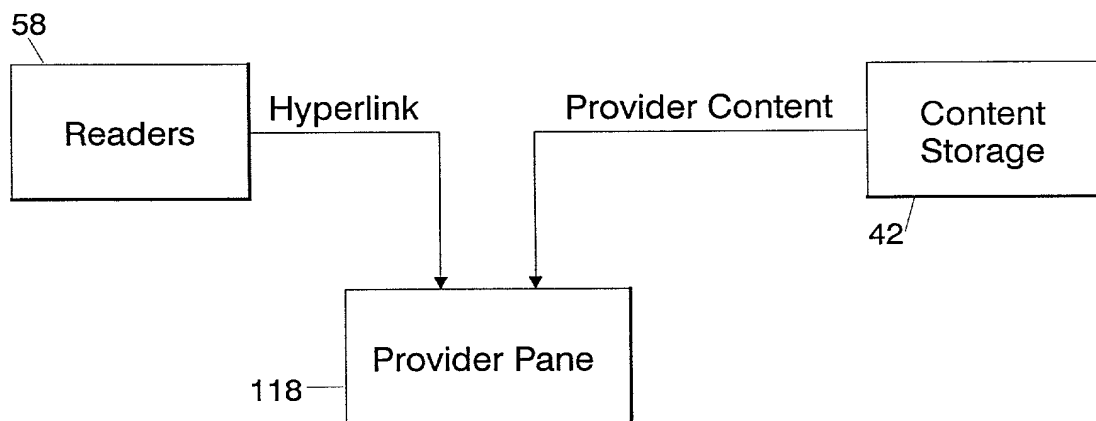 58
Readers
Hyperlink
Provider Content
Content
Storage
42
Provider Pane
118